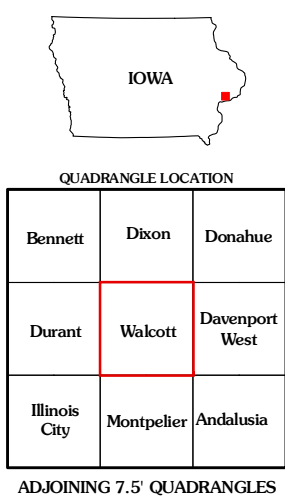 IOWA
QUADRANGLE LOCATION
Bennett
Dixon
Donahue
Durant
Walcott
Davenport
West
Illinois
City
Montpelier
Andalusia
ADJOINING 7.5' QUADRANGLES